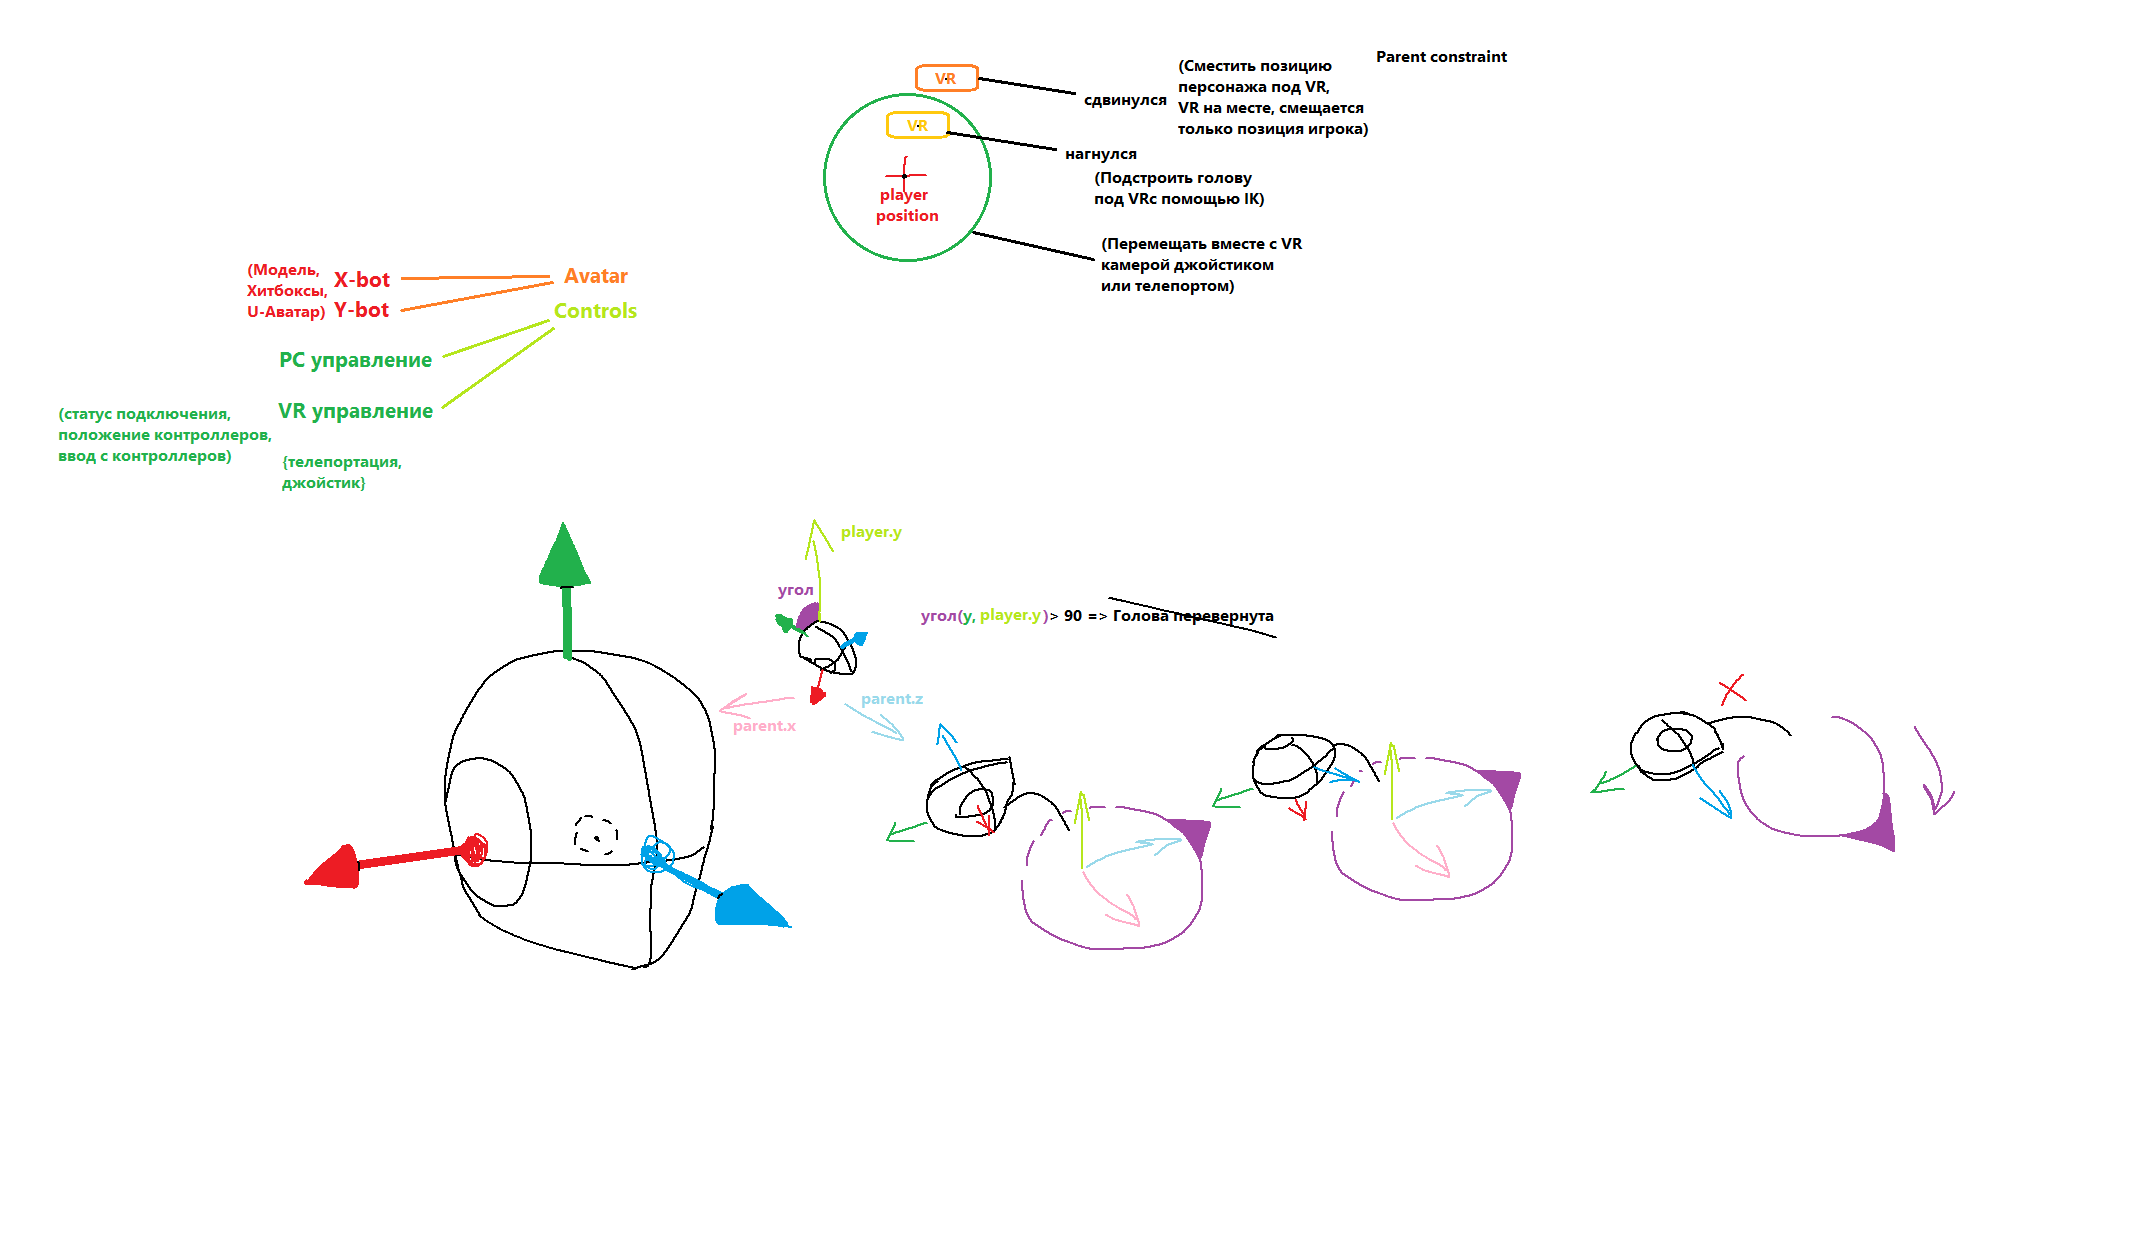 Parent constraint
VR
(Сместить позицию
персонажа под VR,
VR на месте, смещается
только позиция игрока)
сдвинулся
VR
нагнулся
(Подстроить голову
под VRс помощью IK)
player
position
(Перемещать вместе с VR
камерой джойстиком
или телепортом)
(Модель,
Хитбоксы,
U-Аватар)
X-bot
Y-bot
Avatar
Controls
PC управление
VR управление
(статус подключения,
положение контроллеров,
ввод с контроллеров)
{телепортация,
джойстик}
player.y
угол
угол(y, player.y)> 90 => Голова перевернута
parent.z
parent.x